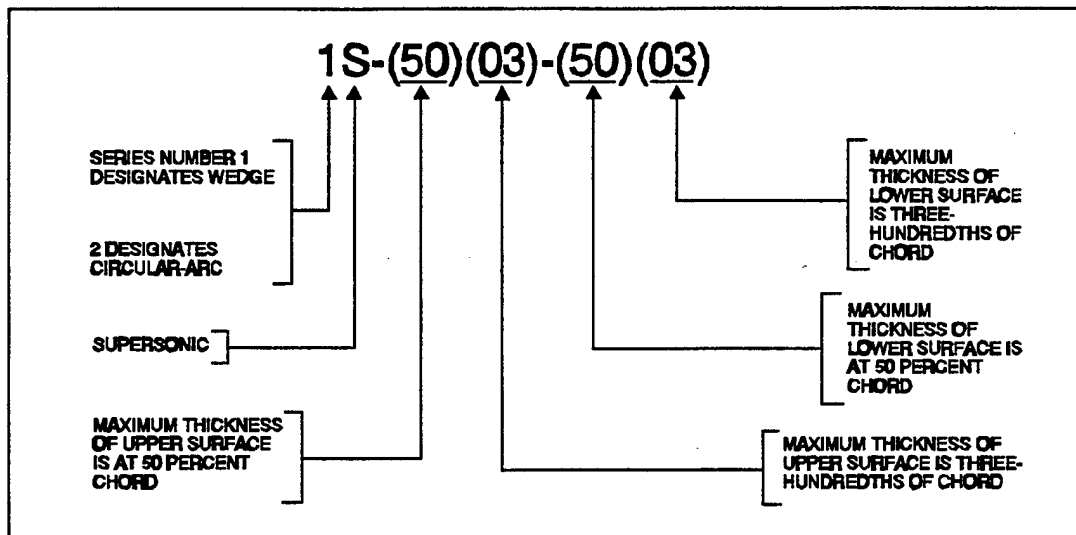 1S-(50)(03)-(50)(03)
SERIES NUMBER 1
DESIGNATES WEDGE
2 DESIGNATES
CIRCULAR-ARC
SUPERSONIC
MAXIMUM THICKNESS
OF UPPER SURFACE
IS AT 50 PERCENT
CHORD
MAXIMUM
THICKNESS OF
LOWER SURFACE
IS THREE-
HUNDREDTHS OF
CHORD
MAXIMUM
THICKNESS OF
LOWER SURFACE IS
AT 50 PERCENT
CHORD
MAXIMUM THICKNESS OF
UPPER SURFACE IS THREE-
HUNDREDTHS OF CHORD